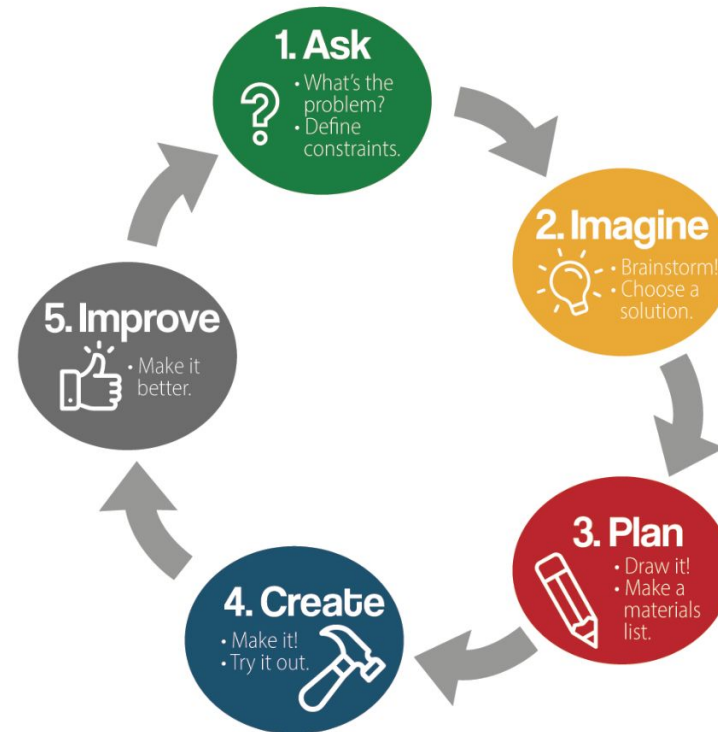 1. Ask
• What's the
problem?
• Define
constraints.
2. Imagine
• Brainstorm!
• Choose a
solution.
3. Plan
• Draw it!
• Make a
materials
list.
4. Create
• Make it!
• Try it out.
5. Improve
• Make it
better.